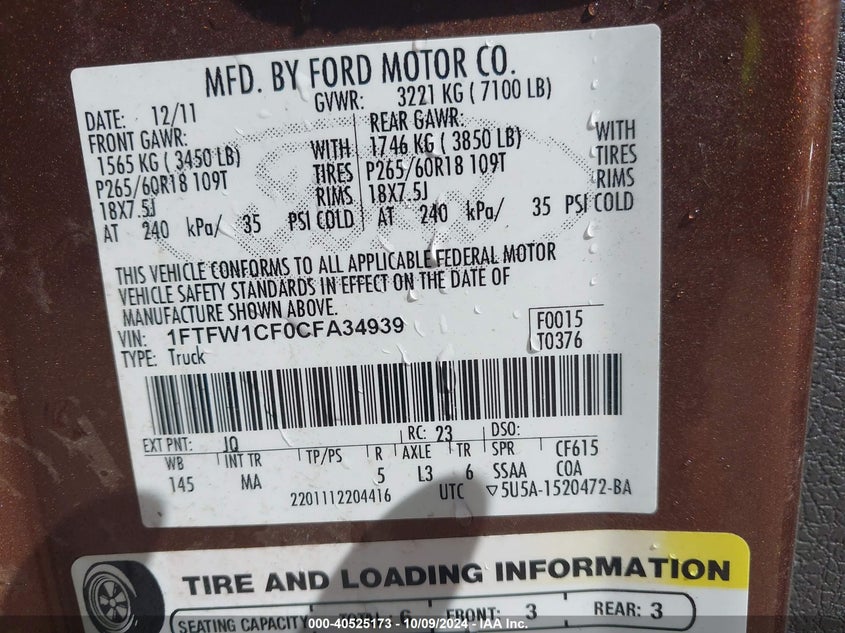 MFD. BY FORD MOTOR CO.
DATE: 12/11 GVWR: 3221 KG ( 7100 LB)
FRONT GAWR: REAR GAWR:
1565 KG ( 3450 LB) WITH 1746 KG ( 3850 LB) WITH
P265/60R18 109T TIRES P265/60R18 109T TIRES
18X7.5J RIMS 18X7.5J RIMS
AT 240 kPa/ 35 PSI COLD AT 240 kPa/ 35 PSI COLD
THIS VEHICLE CONFORMS TO ALL APPLICABLE FEDERAL MOTOR
VEHICLE SAFETY STANDARDS IN EFFECT ON THE DATE OF
MANUFACTURE SHOWN ABOVE.
VIN: 1FTFW1CF0CFA34939 F0015
TYPE: Truck T0376
EXT PNT: JQ RC: 23 DSO:
WB INT TR TP/PS R AXLE TR SPR CF615
145 MA 5 L3 6 SSAA COA
2201112204416 UTC ▽5U5A-1520472-BA
TIRE AND LOADING INFORMATION
SEATING CAPACITY TOTAL: 6 FRONT: 3 REAR: 3
000-40525173 - 10/09/2024 - IAA Inc.